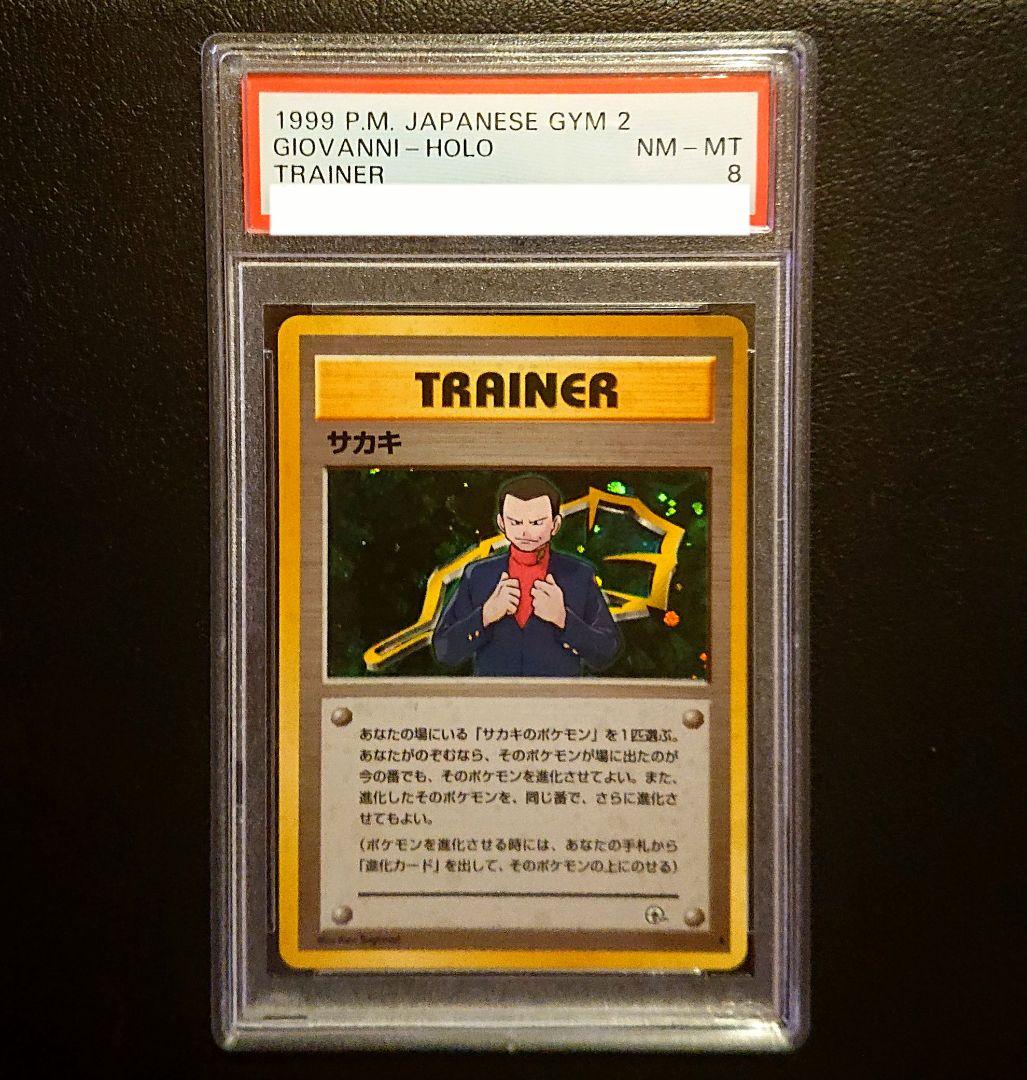 1999 P.M. JAPANESE GYM 2
GIOVANNI-HOLO NM-MT
TRAINER 8
TRAINER
サカキ
あなたの場にいる「サカキのポケモン」を1匹選ぶ。
あなたがのぞむなら、そのポケモンが場に出たのが
今の番でも、そのポケモンを進化させてよい。また、
進化したそのポケモンを、同じ番で、さらに進化さ
せてもよい。
(ポケモンを進化させる時には、あなたの手札から
「進化カード」を出して、そのポケモンの上にのせる)